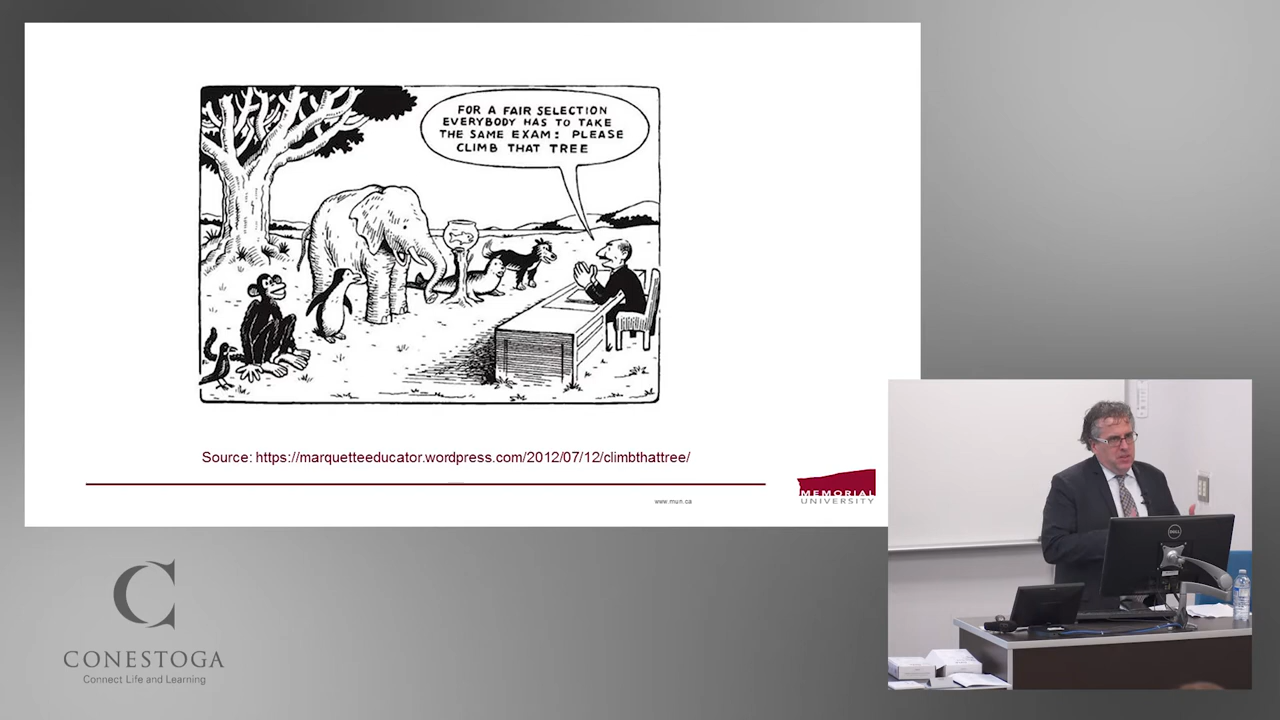 FOR A FAIR SELECTION
EVERYBODY HAS TO TAKE
THE SAME EXAM: PLEASE
CLIMB THAT TREE
Source: https://marquetteeducator.wordpress.com/2012/07/12/climbthattree/
www.mun.ca
MEMORIAL
UNIVERSITY
DELL
C
CONESTOGA
Connect Life and Learning